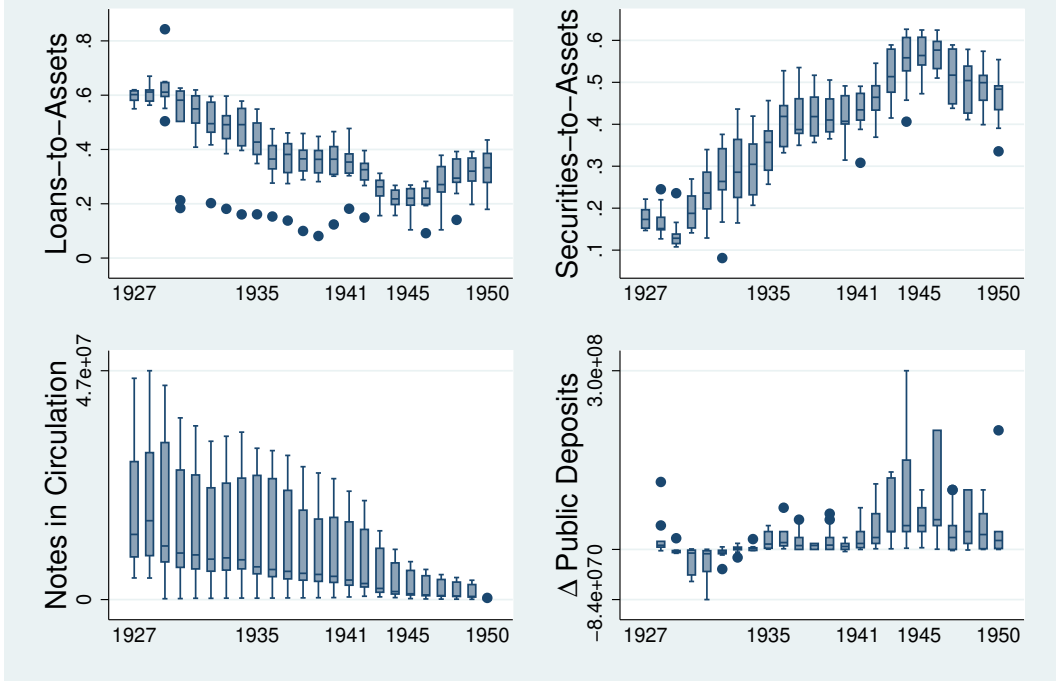 Loans−to−Assets
.8
.6
.4
.2
0
1927 1935 1941 1945 1950
Securities−to−Assets
.6
.5
.4
.3
.2
.1
1927 1935 1941 1945 1950
Notes in Circulation
4.7e+07
0
1927 1935 1941 1945 1950
Δ Public Deposits
3.0e+08
0
−8.4e+07
1927 1935 1941 1945 1950